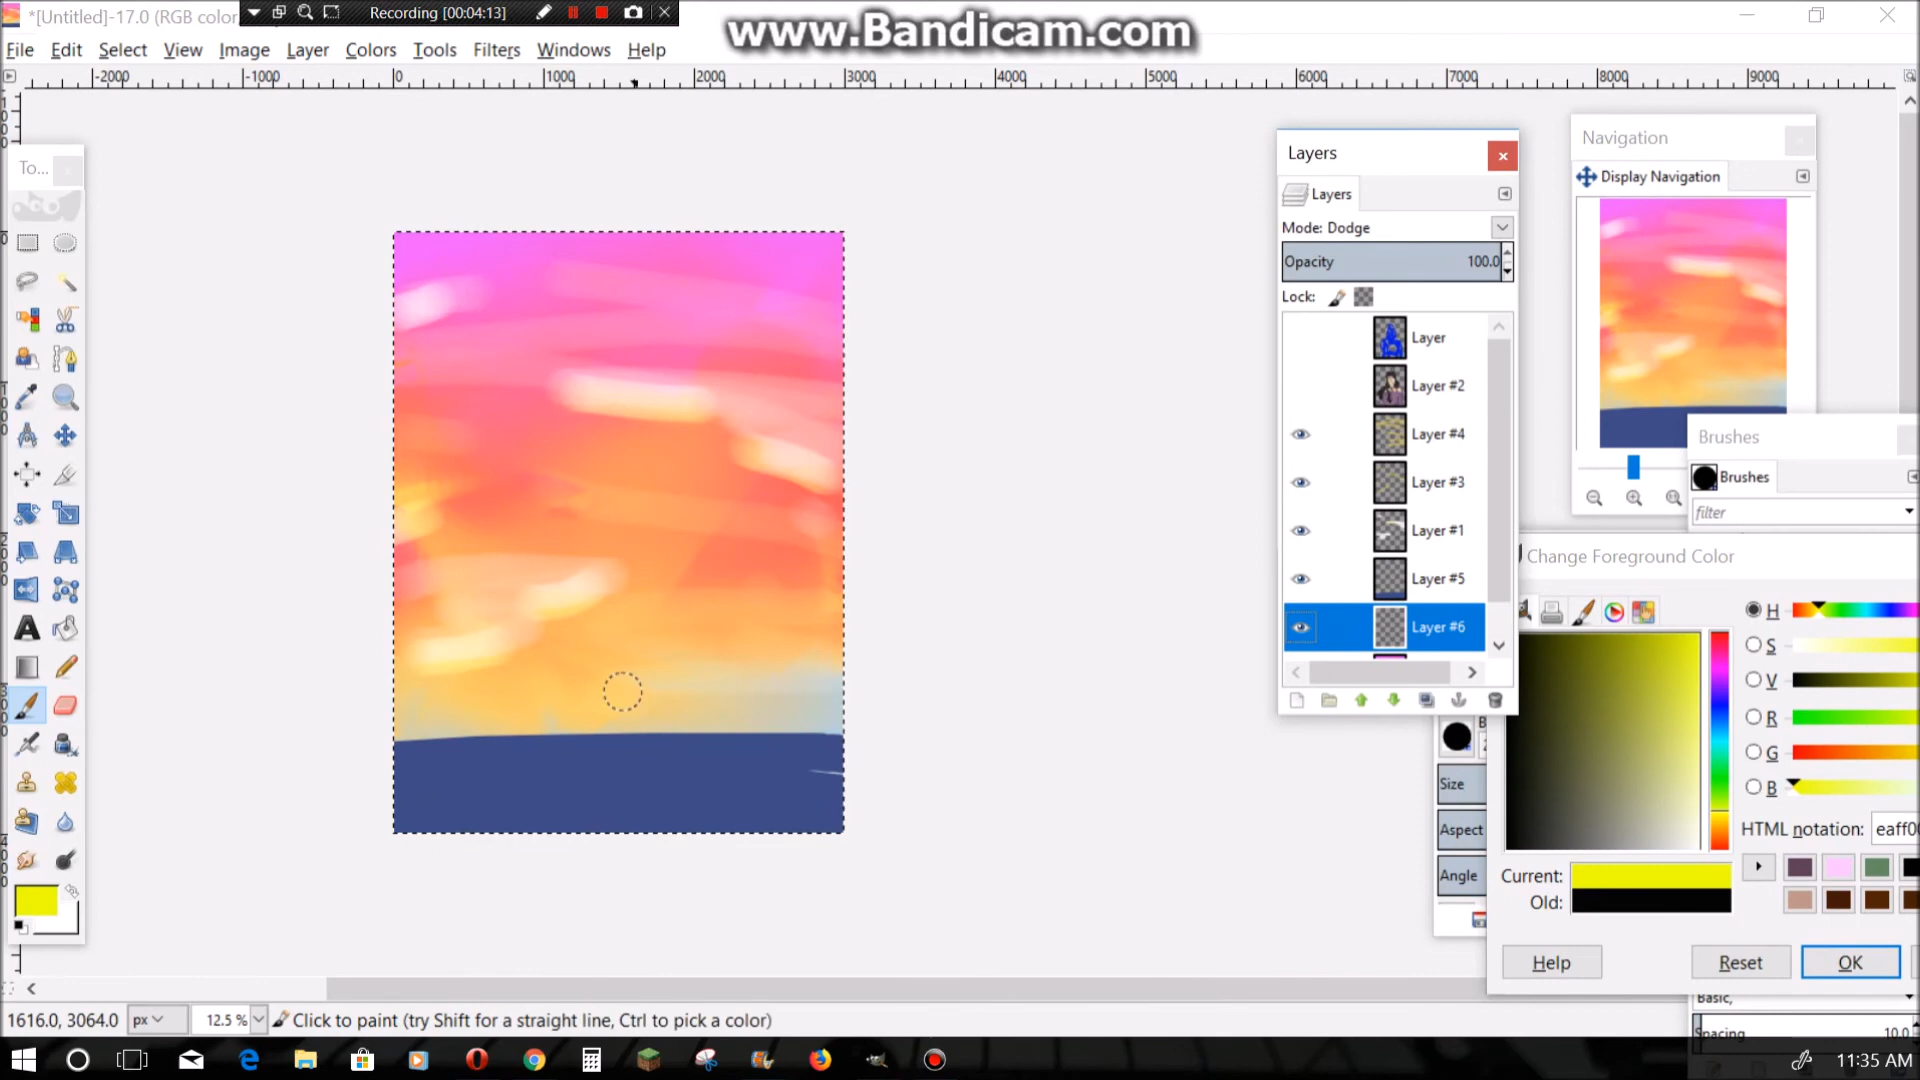 *[Untitled]-17.0 (RGB color,
Recording [00:04:13]
www.Bandicam.com
File Edit Select View Image Layer Colors Tools Filters Windows Help
-2000 -1000 0 1000 2000 3000 4000 5000 6000 7000 8000 9000
To...
Layers
Layers
Mode: Dodge
Opacity 100.0
Lock:
Layer
Layer #2
Layer #4
Layer #3
Layer #1
Layer #5
Layer #6
Navigation
Display Navigation
Brushes
Brushes
filter
Change Foreground Color
H
S
V
R
G
B
HTML notation: eaff00
Current:
Old:
Help Reset OK
Size
Aspect
Angle
Basic,
Spacing 10.0
1616.0, 3064.0 px 12.5 % Click to paint (try Shift for a straight line, Ctrl to pick a color)
11:35 AM